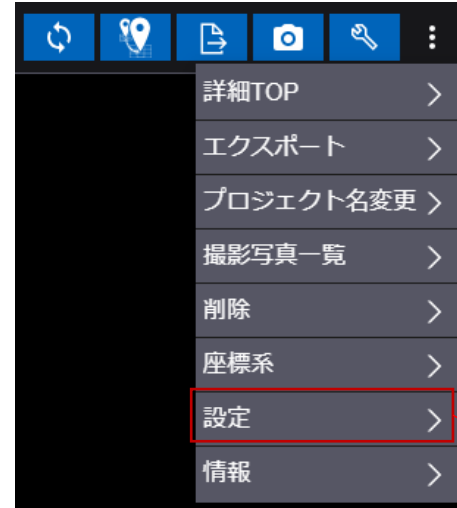 詳細TOP
エクスポート
プロジェクト名変更
撮影写真一覧
削除
座標系
設定
情報